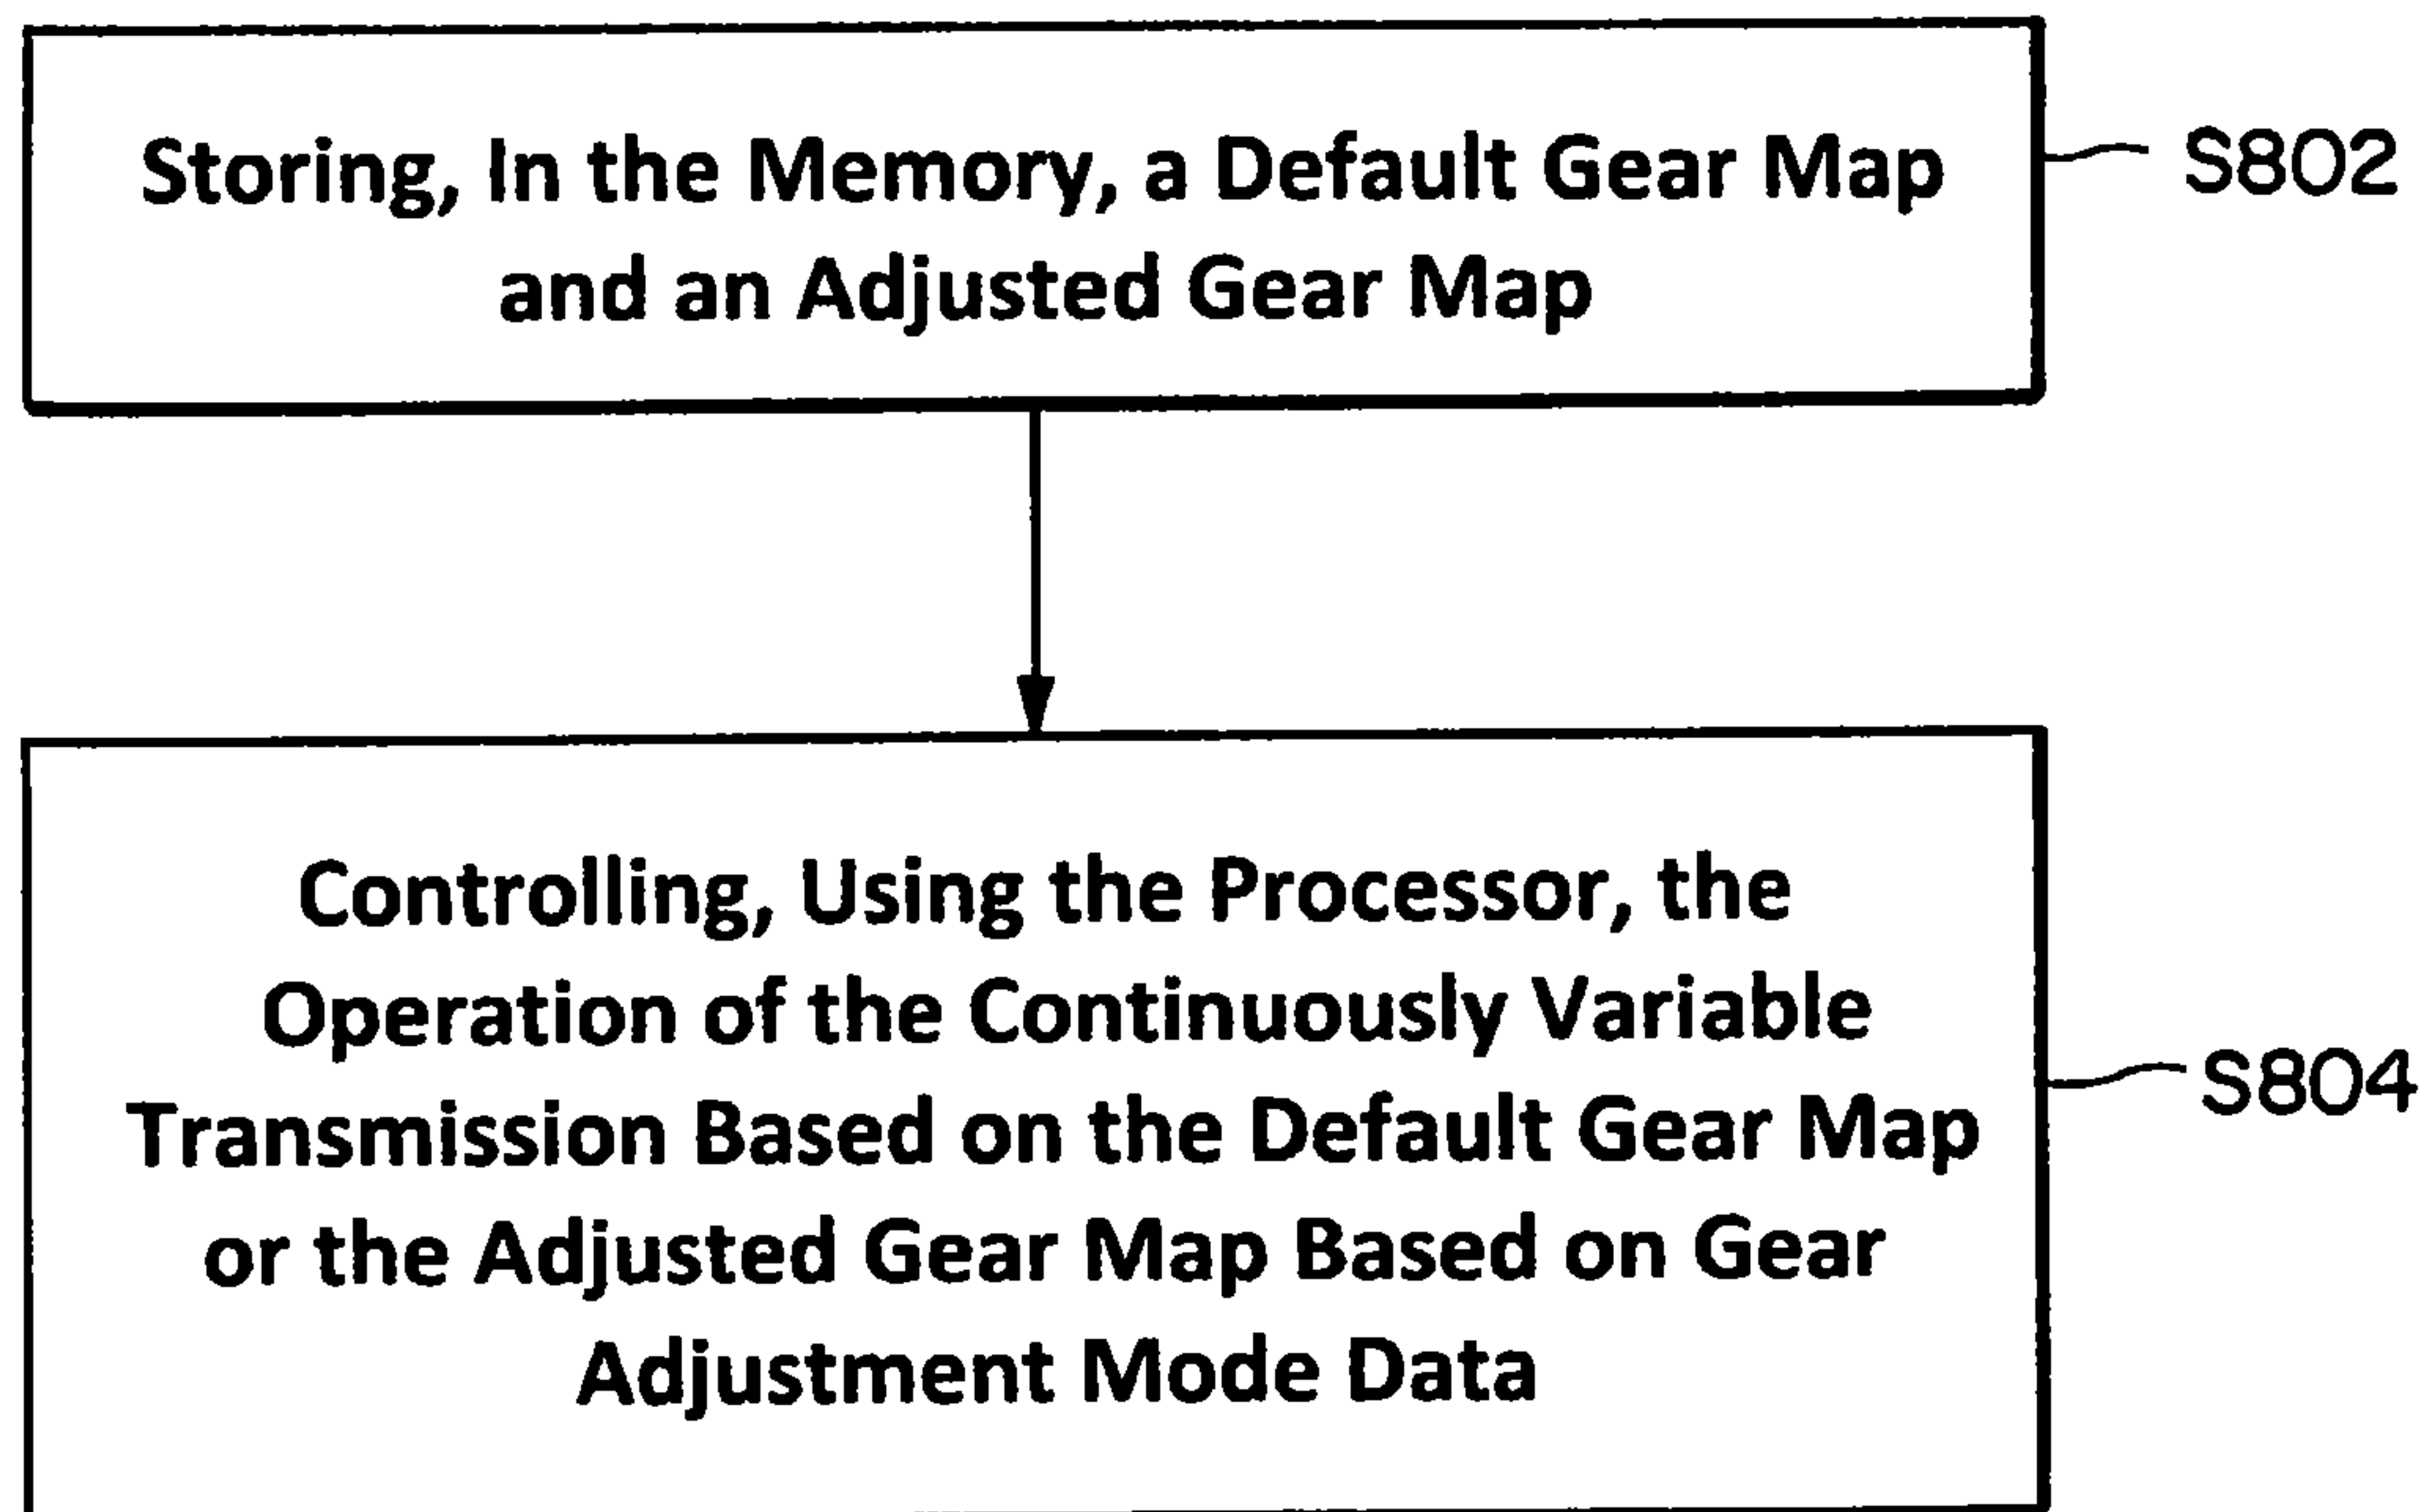 Storing, In the Memory, a Default Gear Map
and an Adjusted Gear Map
S802
Controlling, Using the Processor, the
Operation of the Continuously Variable
Transmission Based on the Default Gear Map
or the Adjusted Gear Map Based on Gear
Adjustment Mode Data
S804